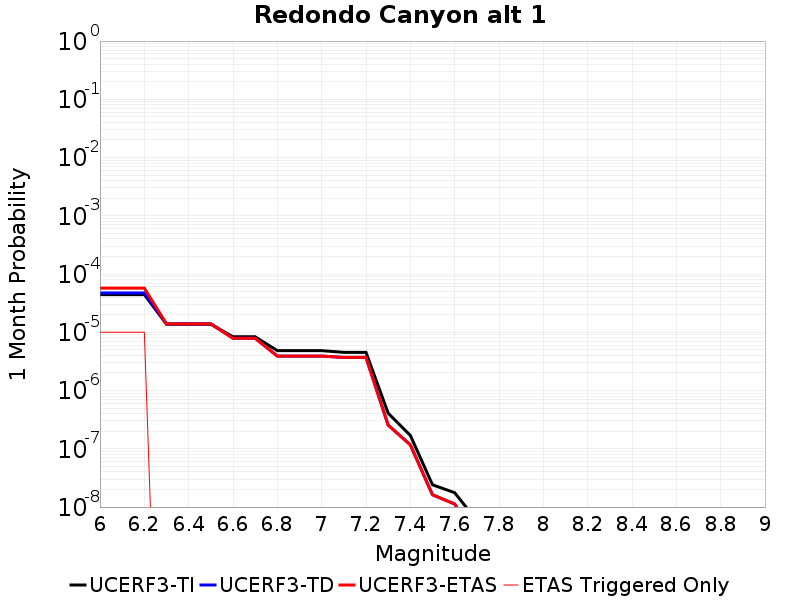 Redondo Canyon alt 1
10^0
10^-1
10^-2
10^-3
10^-4
10^-5
10^-6
10^-7
10^-8
1 Month Probability
6 6.2 6.4 6.6 6.8 7 7.2 7.4 7.6 7.8 8 8.2 8.4 8.6 8.8 9
Magnitude
UCERF3-TI UCERF3-TD UCERF3-ETAS ETAS Triggered Only